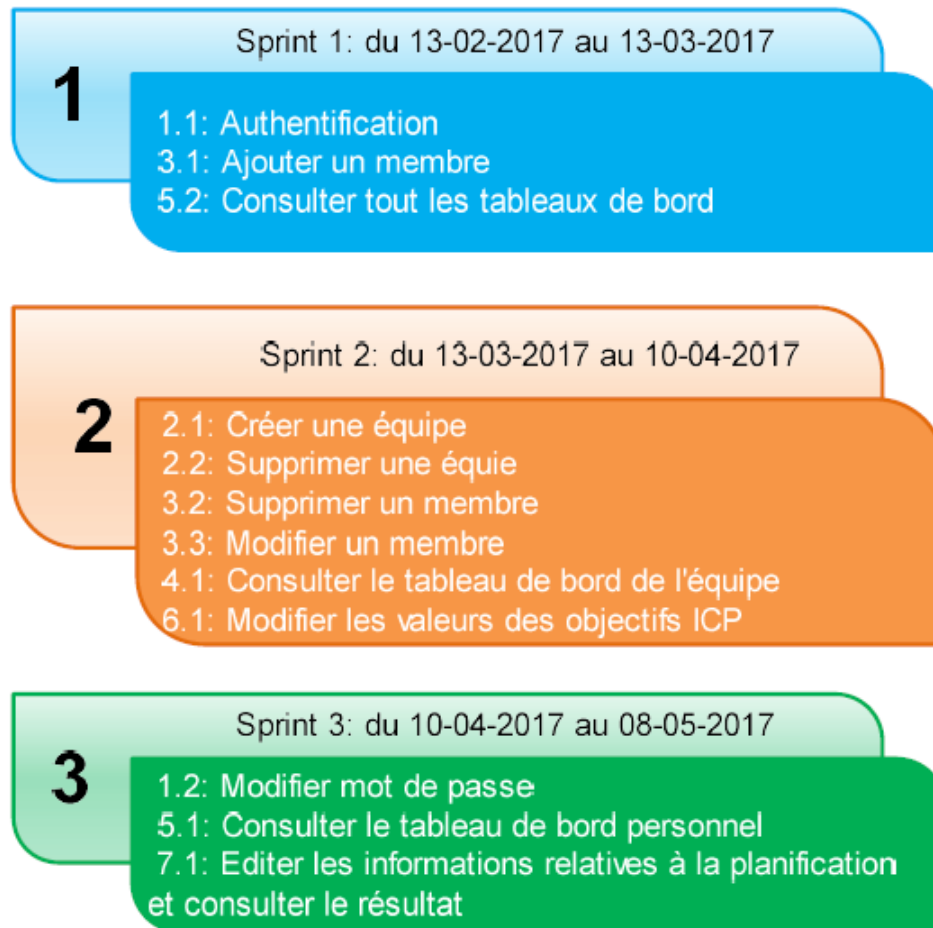 Sprint 1: du 13-02-2017 au 13-03-2017
1
1.1: Authentification
3.1: Ajouter un membre
5.2: Consulter tout les tableaux de bord
Sprint 2: du 13-03-2017 au 10-04-2017
2
2.1: Créer une équipe
2.2: Supprimer une équie
3.2: Supprimer un membre
3.3: Modifier un membre
4.1: Consulter le tableau de bord de l'équipe
6.1: Modifier les valeurs des objectifs ICP
Sprint 3: du 10-04-2017 au 08-05-2017
3
1.2: Modifier mot de passe
5.1: Consulter le tableau de bord personnel
7.1: Editer les informations relatives à la planification
et consulter le résultat